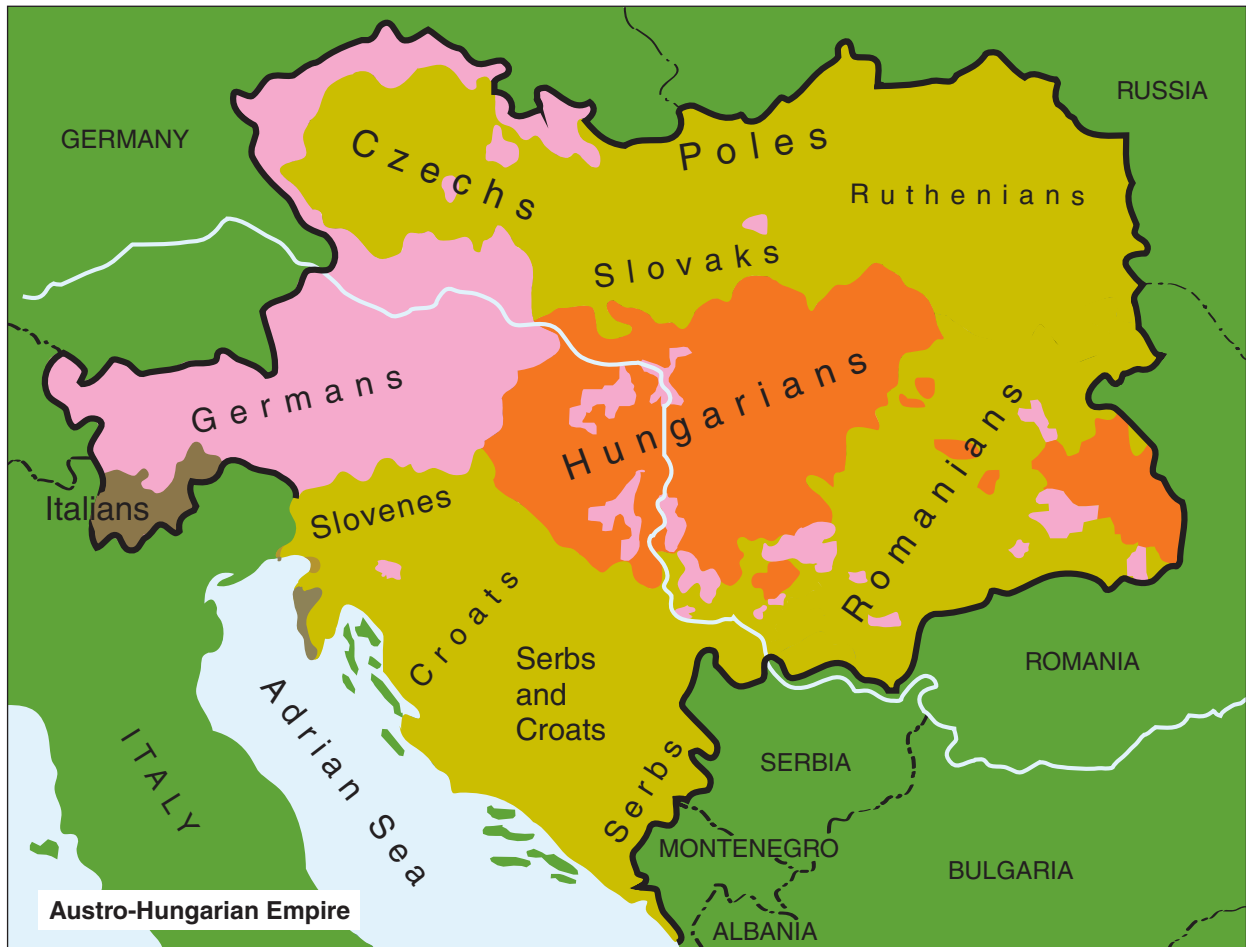 RUSSIA
GERMANY
Czechs
Poles
Ruthenians
Slovaks
Germans
Hungarians
Romanians
Italians
Slovenes
Croats
Serbs
and
Croats
Serbs
ROMANIA
SERBIA
ITALY
Adrian Sea
MONTENEGRO
BULGARIA
Austro-Hungarian Empire
ALBANIA